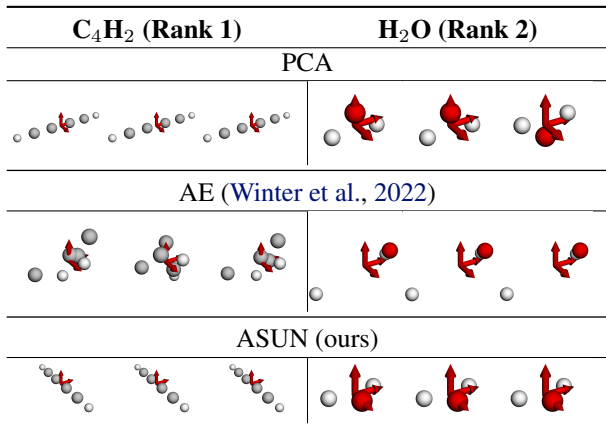 C₄H₂ (Rank 1) H₂O (Rank 2)
PCA
AE (Winter et al., 2022)
ASUN (ours)